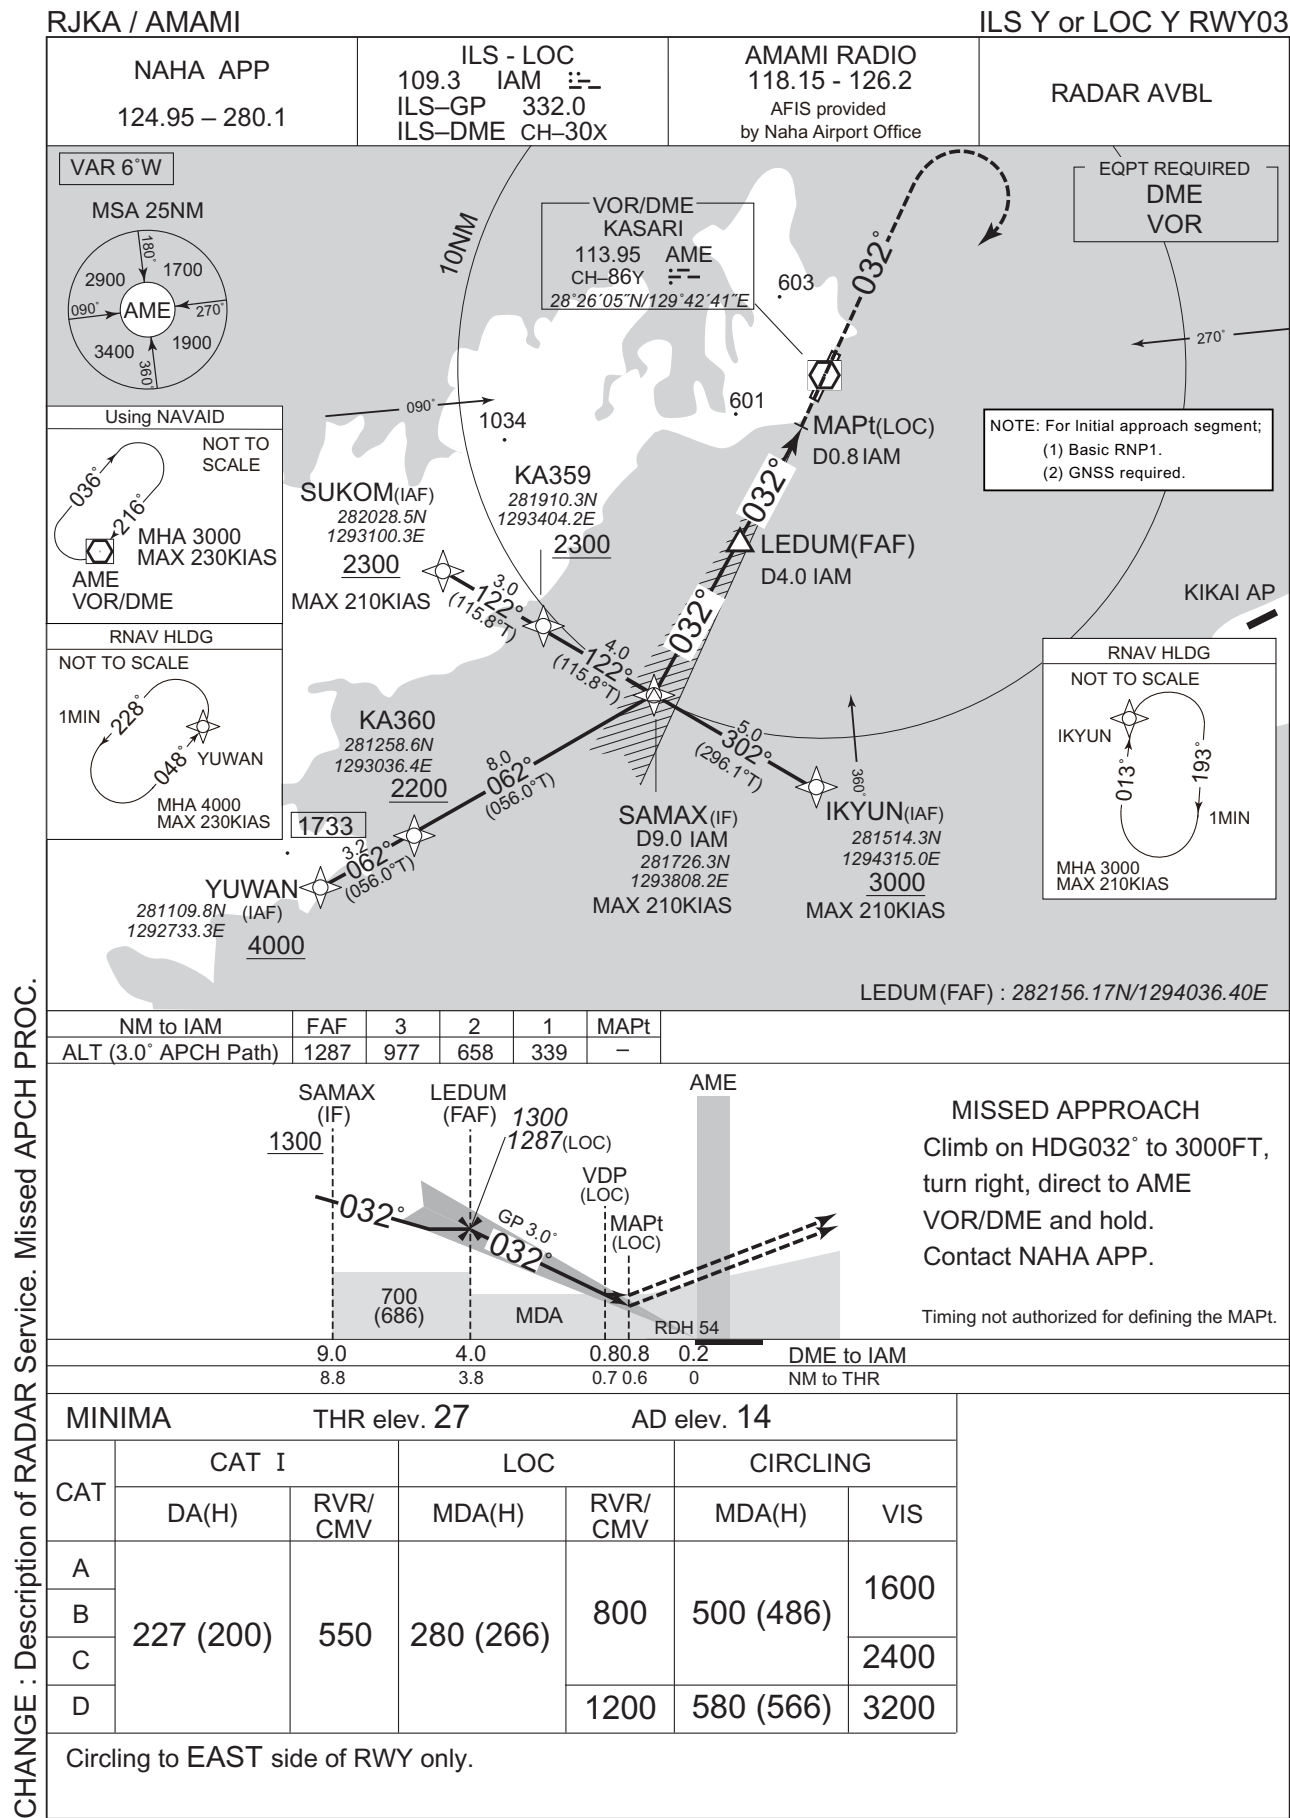 RJKA / AMAMI
ILS Y or LOC Y RWY03
NAHA APP
124.95 – 280.1
ILS - LOC
109.3 IAM
ILS–GP 332.0
ILS–DME CH–30X
AMAMI RADIO
118.15 - 126.2
AFIS provided
by Naha Airport Office
RADAR AVBL
VAR 6˚W
MSA 25NM
180˚
2900
1700
090˚
AME
270˚
3400
1900
360˚
10NM
VOR/DME
KASARI
113.95 AME
CH–86Y
28˚26´05˝N/129˚42´41˝E
603
032˚
EQPT REQUIRED
DME
VOR
270˚
090˚
1034
601
MAPt(LOC)
D0.8 IAM
NOTE: For Initial approach segment;
(1) Basic RNP1.
(2) GNSS required.
Using NAVAID
NOT TO
SCALE
036˚
216˚
MHA 3000
MAX 230KIAS
AME
VOR/DME
SUKOM(IAF)
282028.5N
1293100.3E
2300
MAX 210KIAS
KA359
281910.3N
1293404.2E
2300
032˚
LEDUM(FAF)
D4.0 IAM
3.0
122°
(115.8°T)
4.0
122°
(115.8°T)
032˚
KIKAI AP
RNAV HLDG
NOT TO SCALE
1MIN
228˚
048˚
YUWAN
MHA 4000
MAX 230KIAS
KA360
281258.6N
1293036.4E
2200
8.0
062°
(056.0°T)
5.0
302°
(296.1°T)
360˚
RNAV HLDG
NOT TO SCALE
IKYUN
013˚
193˚
1MIN
MHA 3000
MAX 210KIAS
1733
3.2
062°
(056.0°T)
YUWAN
(IAF)
281109.8N
1292733.3E
4000
SAMAX(IF)
D9.0 IAM
281726.3N
1293808.2E
MAX 210KIAS
IKYUN(IAF)
281514.3N
1294315.0E
3000
MAX 210KIAS
LEDUM(FAF) : 282156.17N/1294036.40E
NM to IAM FAF 3 2 1 MAPt
ALT (3.0˚ APCH Path) 1287 977 658 339 –
SAMAX
(IF)
1300
LEDUM
(FAF)
1300
1287(LOC)
AME
VDP
(LOC)
MAPt
(LOC)
032˚
GP 3.0˚
032˚
700
(686)
MDA
RDH 54
9.0 4.0 0.8 0.8 0.2 DME to IAM
8.8 3.8 0.7 0.6 0 NM to THR
MISSED APPROACH
Climb on HDG032˚ to 3000FT,
turn right, direct to AME
VOR/DME and hold.
Contact NAHA APP.
Timing not authorized for defining the MAPt.
MINIMA THR elev. 27 AD elev. 14
CAT
CAT I LOC CIRCLING
DA(H) RVR/CMV MDA(H) RVR/CMV MDA(H) VIS
A
B
C
D
227 (200)
550
280 (266)
800
1200
500 (486)
580 (566)
1600
2400
3200
Circling to EAST side of RWY only.
CHANGE : Description of RADAR Service. Missed APCH PROC.